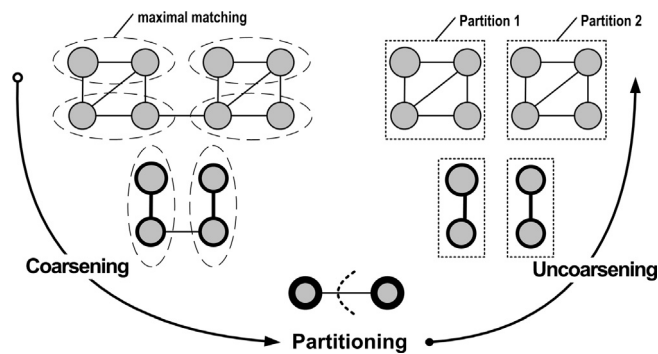 maximal matching
Partition 1
Partition 2
Coarsening
Uncoarsening
Partitioning